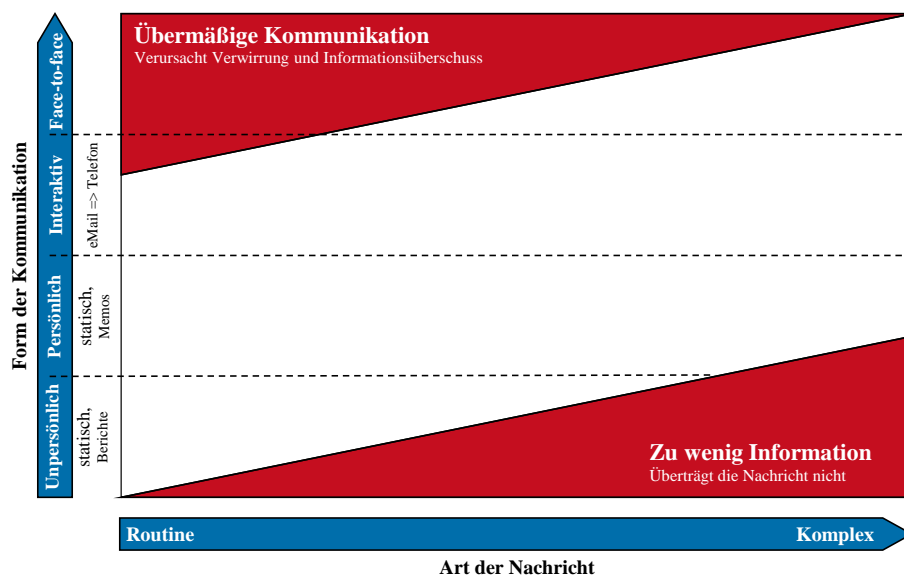 Übermäßige Kommunikation
Verursacht Verwirrung und Informationsüberschuss
Form der Kommunikation
Face-to-face
Interaktiv
eMail => Telefon
Persönlich
statisch,
Memos
Unpersönlich
statisch,
Berichte
Zu wenig Information
Überträgt die Nachricht nicht
Routine
Komplex
Art der Nachricht